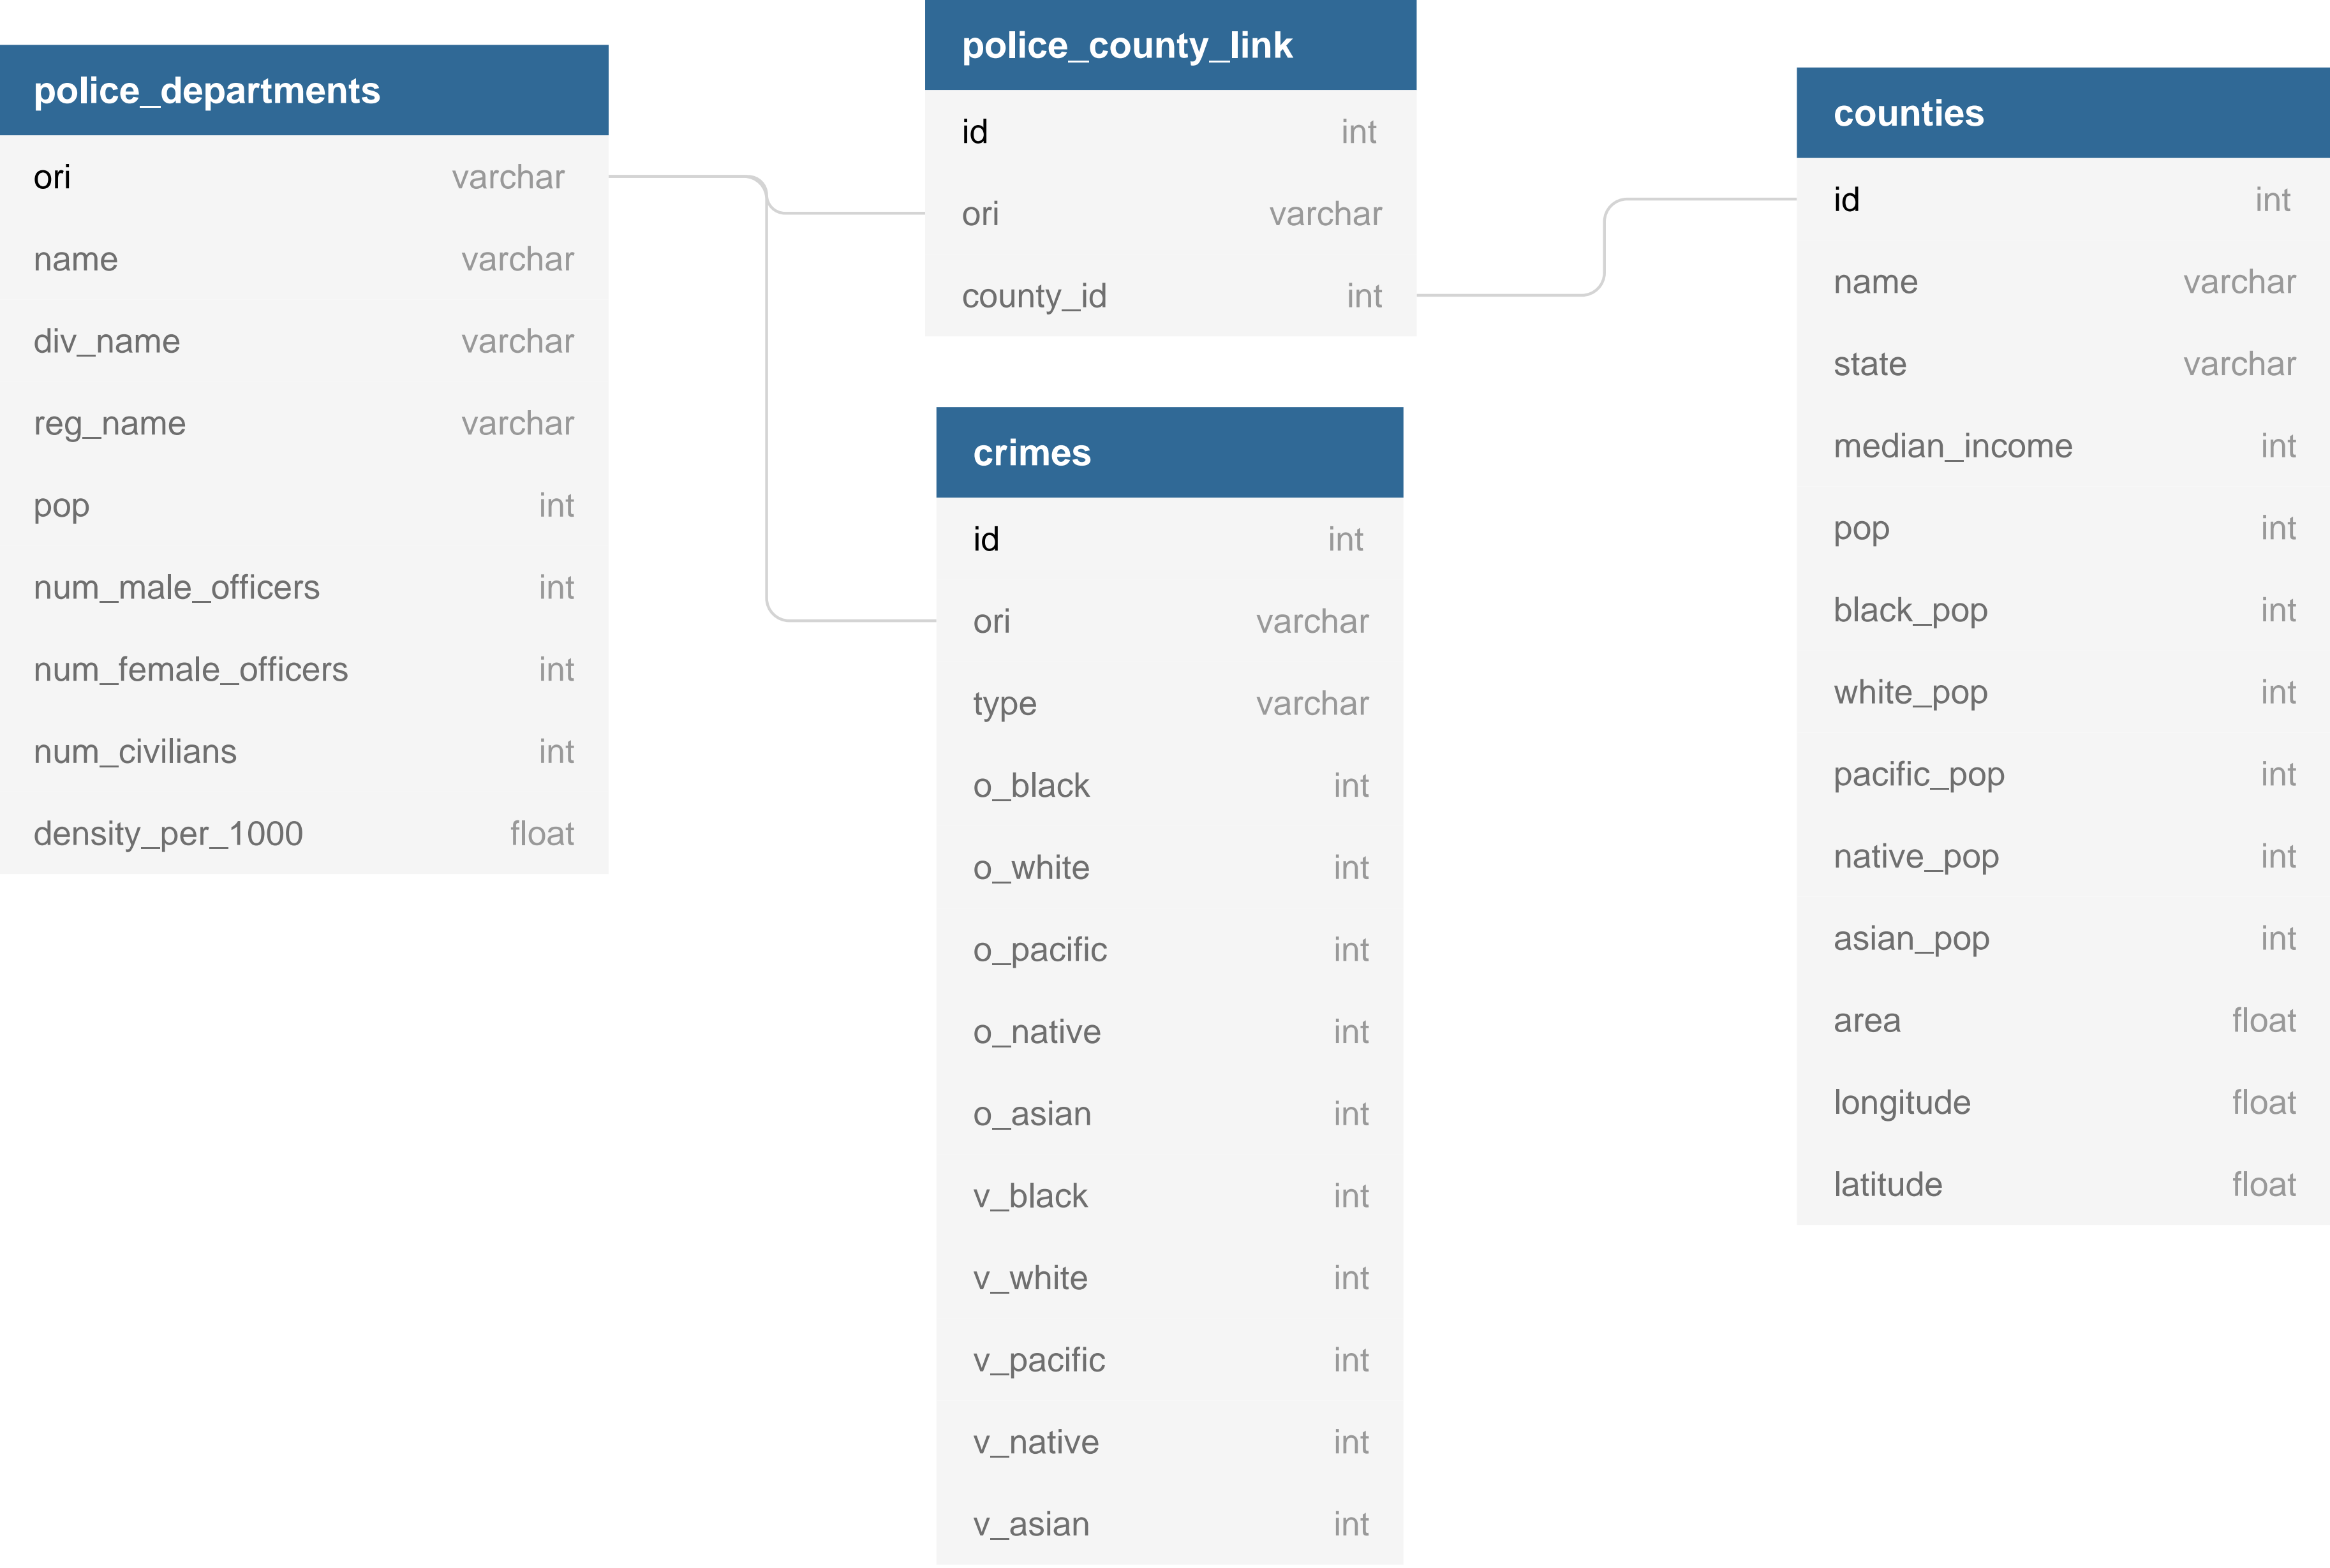 police_departments
ori varchar
name varchar
div_name varchar
reg_name varchar
pop int
num_male_officers int
num_female_officers int
num_civilians int
density_per_1000 float
police_county_link
id int
ori varchar
county_id int
crimes
id int
ori varchar
type varchar
o_black int
o_white int
o_pacific int
o_native int
o_asian int
v_black int
v_white int
v_pacific int
v_native int
v_asian int
counties
id int
name varchar
state varchar
median_income int
pop int
black_pop int
white_pop int
pacific_pop int
native_pop int
asian_pop int
area float
longitude float
latitude float